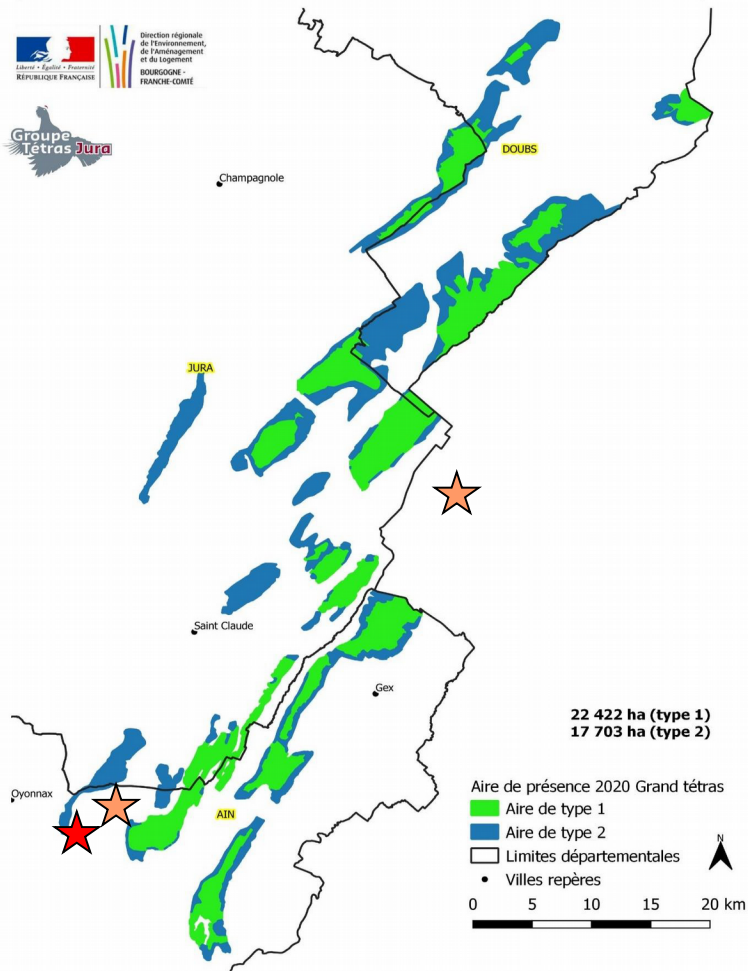 Liberté • Égalité • Fraternité
RÉPUBLIQUE FRANÇAISE
Direction régionale
de l'Environnement,
de l'Aménagement
et du Logement
BOURGOGNE -
FRANCHE-COMTÉ
Groupe
Tétras Jura
Champagnole
DOUBS
JURA
Saint Claude
Gex
Oyonnax
AIN
22 422 ha (type 1)
17 703 ha (type 2)
Aire de présence 2020 Grand tétras
Aire de type 1
Aire de type 2
Limites départementales
Villes repères
N
0 5 10 15 20 km